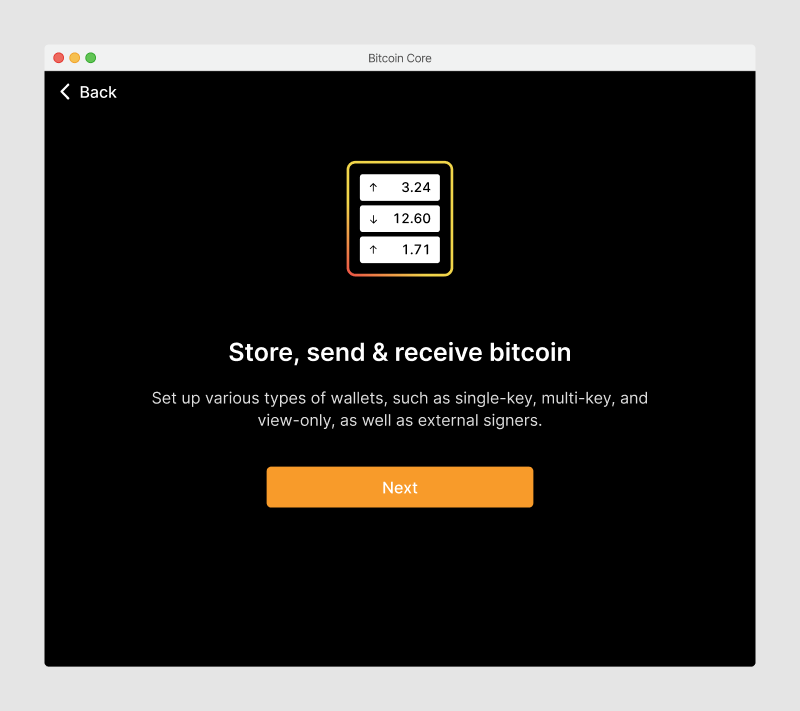 Bitcoin Core
Back
↑ 3.24
↓ 12.60
↑ 1.71
Store, send & receive bitcoin
Set up various types of wallets, such as single-key, multi-key, and
view-only, as well as external signers.
Next